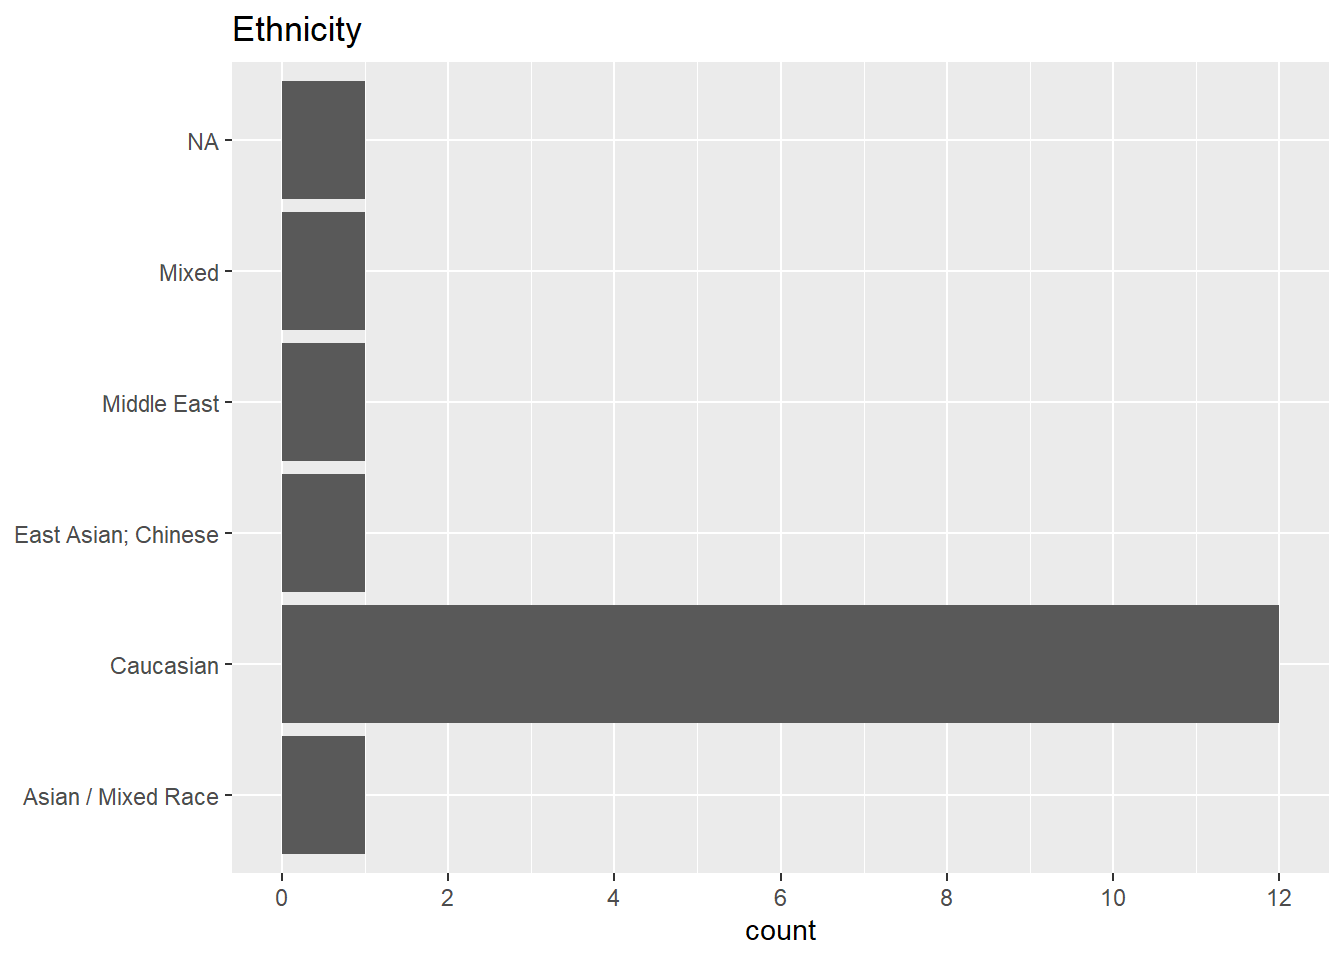 Ethnicity
NA
Mixed
Middle East
East Asian; Chinese
Caucasian
Asian / Mixed Race
0 2 4 6 8 10 12
count